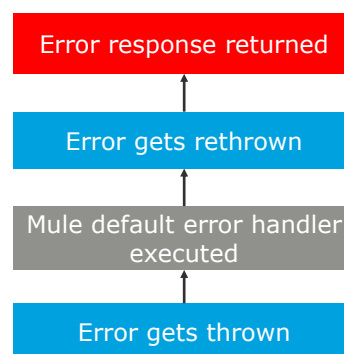 Error response returned
Error gets rethrown
Mule default error handler
executed
Error gets thrown